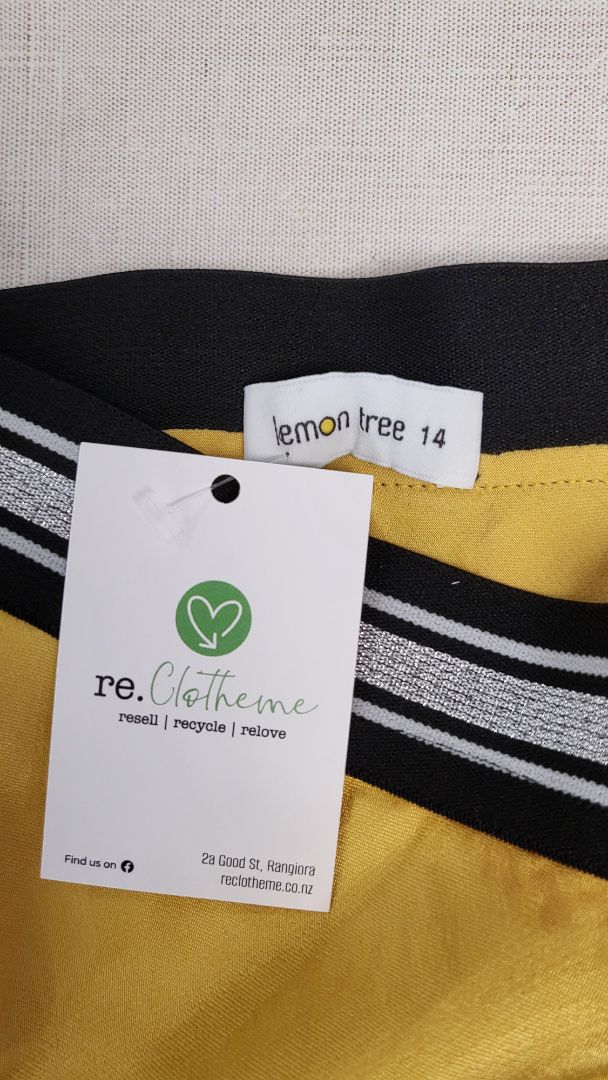 lemon tree 14
re.Clotheme
resell | recycle | relove
Find us on
2a Good St, Rangiora
reclotheme.co.nz